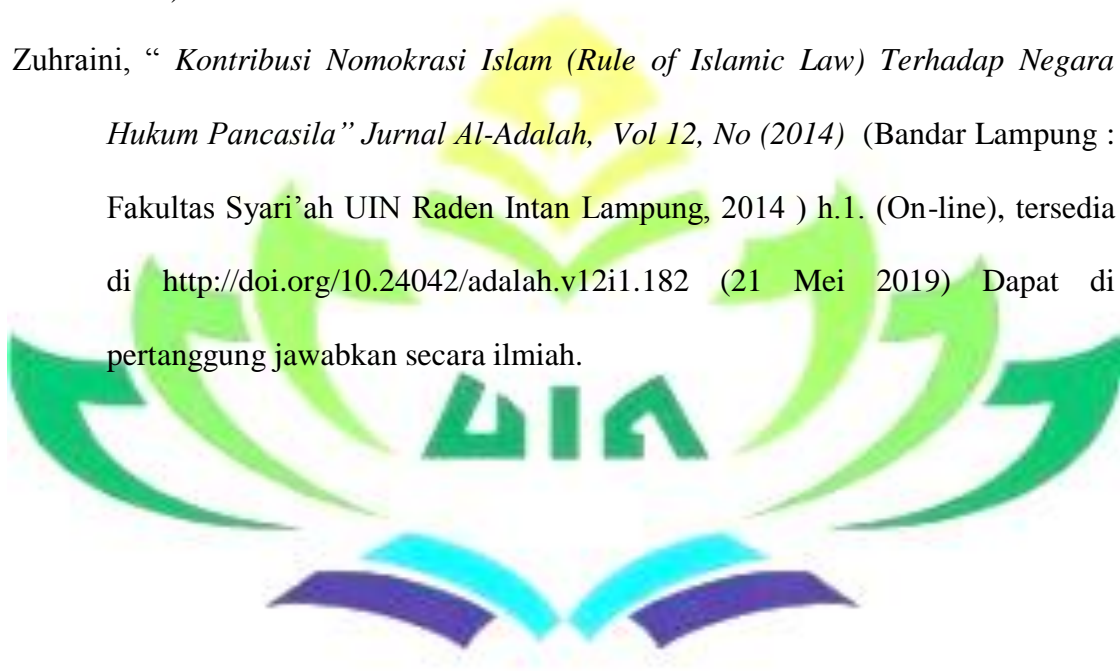 Zuhraini, “ Kontribusi Nomokrasi Islam (Rule of Islamic Law) Terhadap Negara
Hukum Pancasila” Jurnal Al-Adalah, Vol 12, No (2014) (Bandar Lampung :
Fakultas Syari’ah UIN Raden Intan Lampung, 2014 ) h.1. (On-line), tersedia
di http://doi.org/10.24042/adalah.v12i1.182 (21 Mei 2019) Dapat di
pertanggung jawabkan secara ilmiah.
UIN